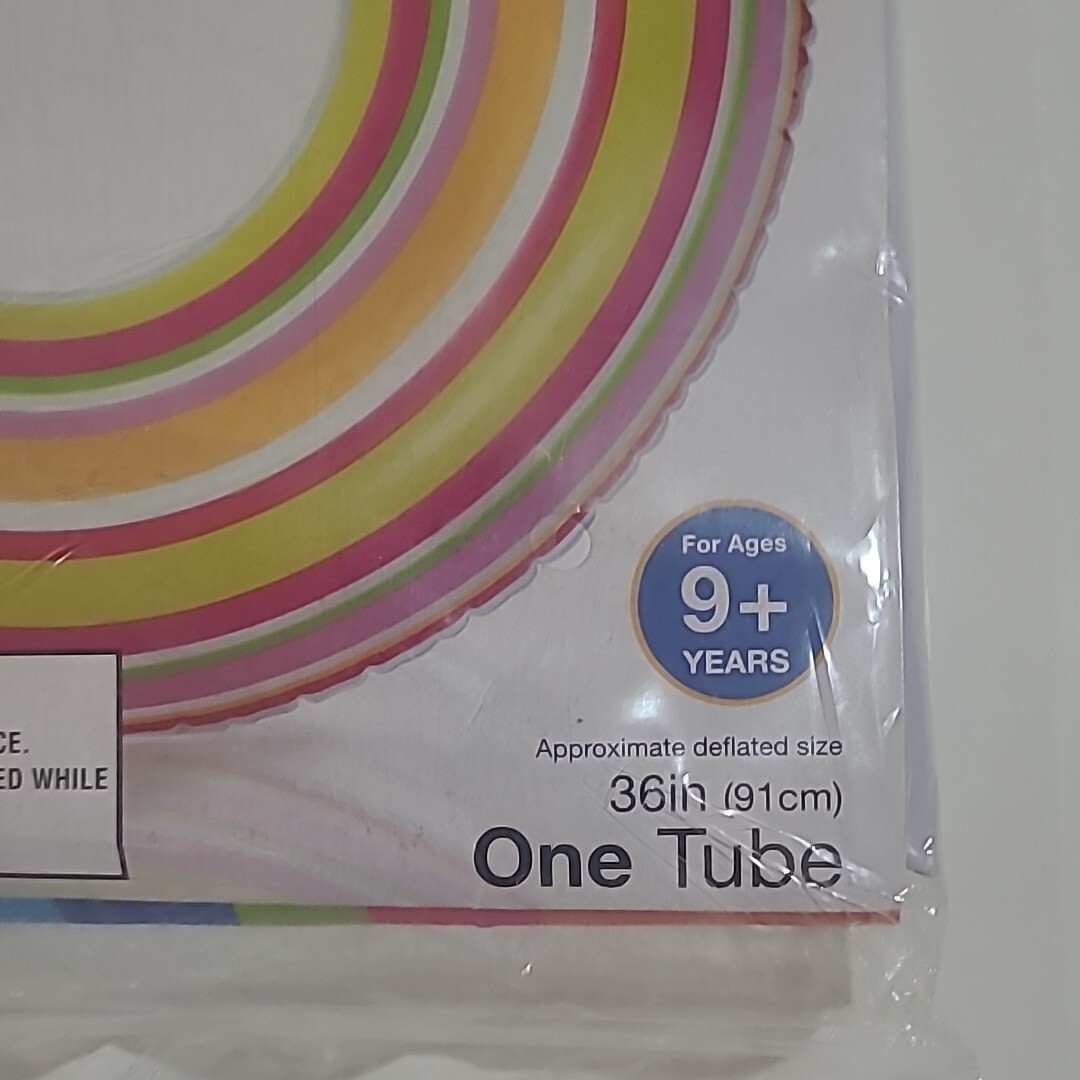 For Ages
9+
YEARS
CE.
ED WHILE
Approximate deflated size
36in (91cm)
One Tube